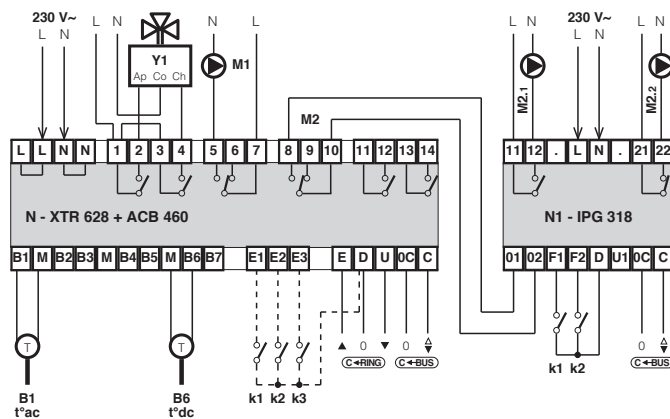 230 V~ 230 V~
L N L N N L L N L N L N
Y1
Ap Co Ch
M1
M2.1
M2.2
M2
L L N N 1 2 3 4 5 6 7 8 9 10 11 12 13 14
11 12 . L N . 21 22
N - XTR 628 + ACB 460
N1 - IPG 318
B1 M B2 B3 M B4 B5 M B6 B7 E1 E2 E3 E D U 0C C
01 02 F1 F2 D U1 0C C
T T
0 0
0
C RING C BUS
C BUS
k1 k2 k3
k1 k2
B1
t°ac
B6
t°dc